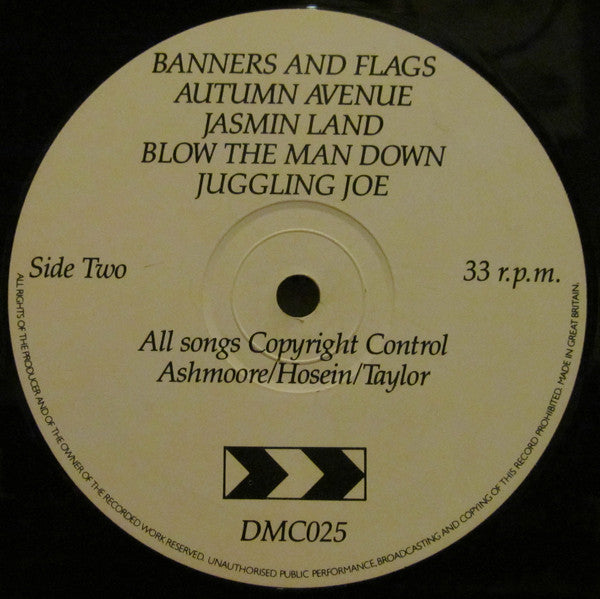 BANNERS AND FLAGS
AUTUMN AVENUE
JASMIN LAND
BLOW THE MAN DOWN
JUGGLING JOE
Side Two
33 r.p.m.
All songs Copyright Control
Ashmoore/Hosein/Taylor
DMC025
ALL RIGHTS OF THE PRODUCER AND OF THE OWNER OF THE RECORDED WORK RESERVED. UNAUTHORISED PUBLIC PERFORMANCE, BROADCASTING AND COPYING OF THIS RECORD PROHIBITED. MADE IN GREAT BRITAIN.